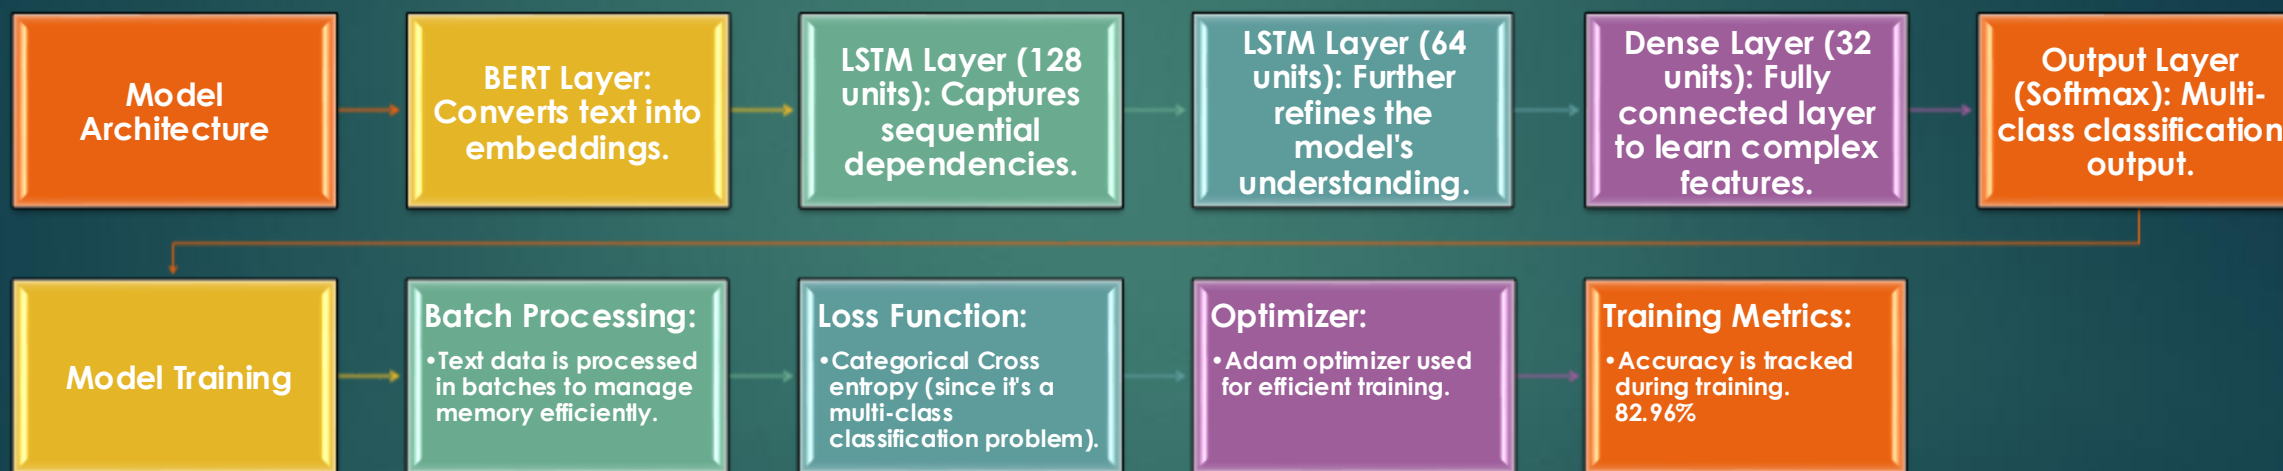 Model
Architecture
BERT Layer:
Converts text into
embeddings.
LSTM Layer (128
units): Captures
sequential
dependencies.
LSTM Layer (64
units): Further
refines the
model's
understanding.
Dense Layer (32
units): Fully
connected layer
to learn complex
features.
Output Layer
(Softmax): Multi-
class classification
output.
Model Training
Batch Processing:
•Text data is processed
in batches to manage
memory efficiently.
Loss Function:
•Categorical Cross
entropy (since it's a
multi-class
classification problem).
Optimizer:
•Adam optimizer used
for efficient training.
Training Metrics:
•Accuracy is tracked
during training.
82.96%